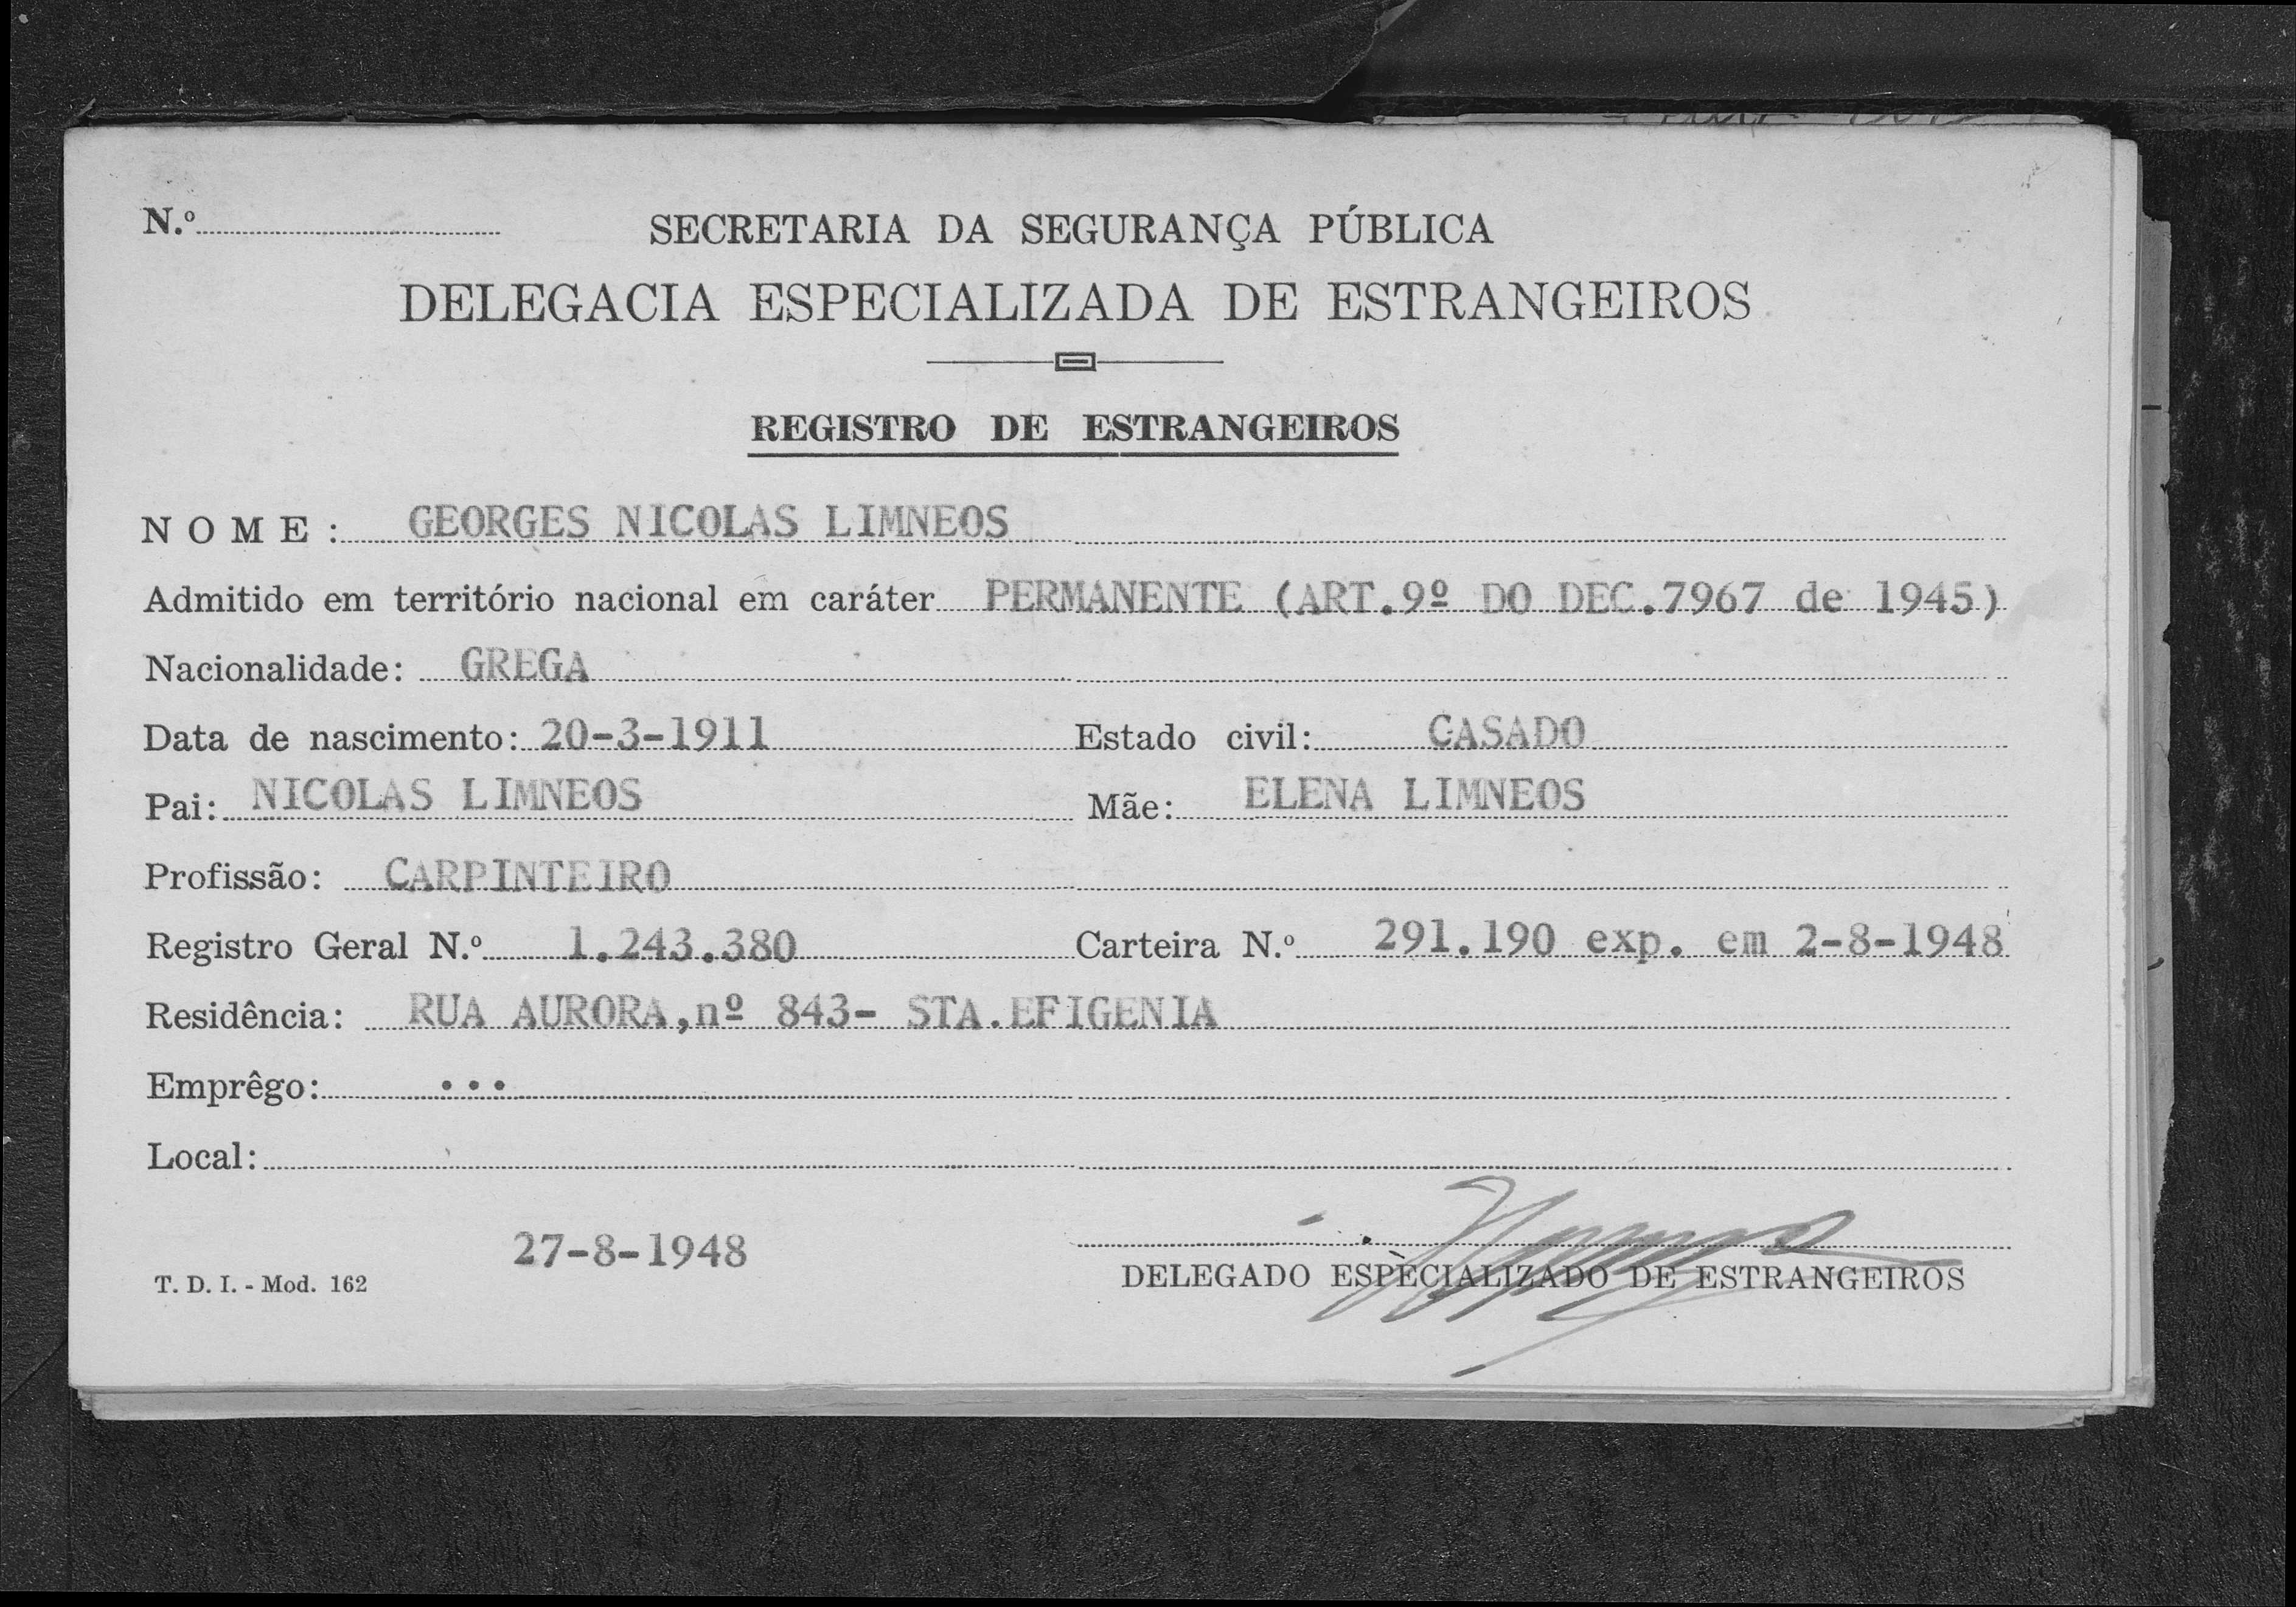 N.º
SECRETARIA DA SEGURANÇA PÚBLICA
DELEGACIA ESPECIALIZADA DE ESTRANGEIROS
REGISTRO DE ESTRANGEIROS
NOME: GEORGES NICOLAS LIMNEOS
Admitido em território nacional em caráter PERMANENTE (ART.9º DO DEC.7967 de 1945)
Nacionalidade: GREGA
Data de nascimento: 20-3-1911 Estado civil: CASADO
Pai: NICOLAS LIMNEOS Mãe: ELENA LIMNEOS
Profissão: CARPINTEIRO
Registro Geral N.º 1.243.380 Carteira N.º 291.190 exp. em 2-8-1948
Residência: RUA AURORA,nº 843- STA.EFIGENIA
Emprêgo: ...
Local:
27-8-1948
T. D. I. - Mod. 162
DELEGADO ESPECIALIZADO DE ESTRANGEIROS